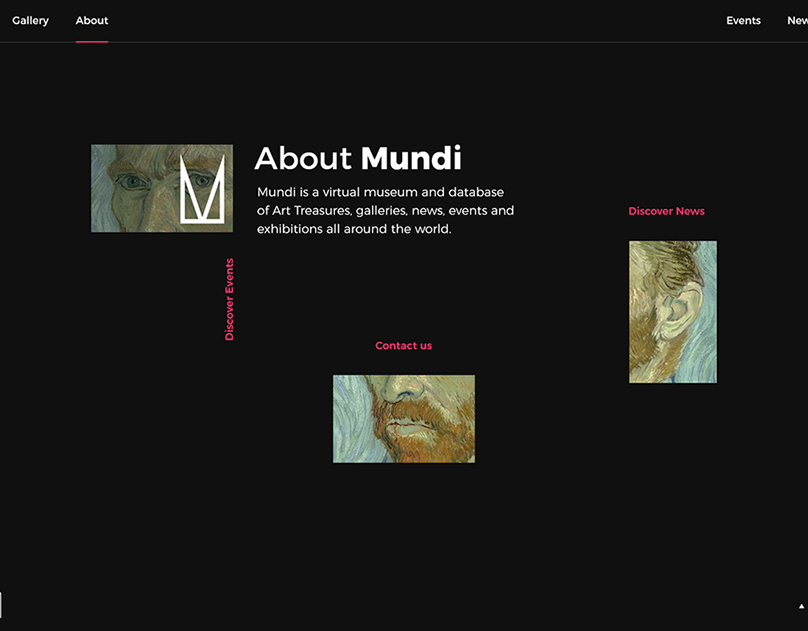 Gallery
About
Events
New
About Mundi
Mundi is a virtual museum and database
of Art Treasures, galleries, news, events and
exhibitions all around the world.
Discover News
Discover Events
Contact us